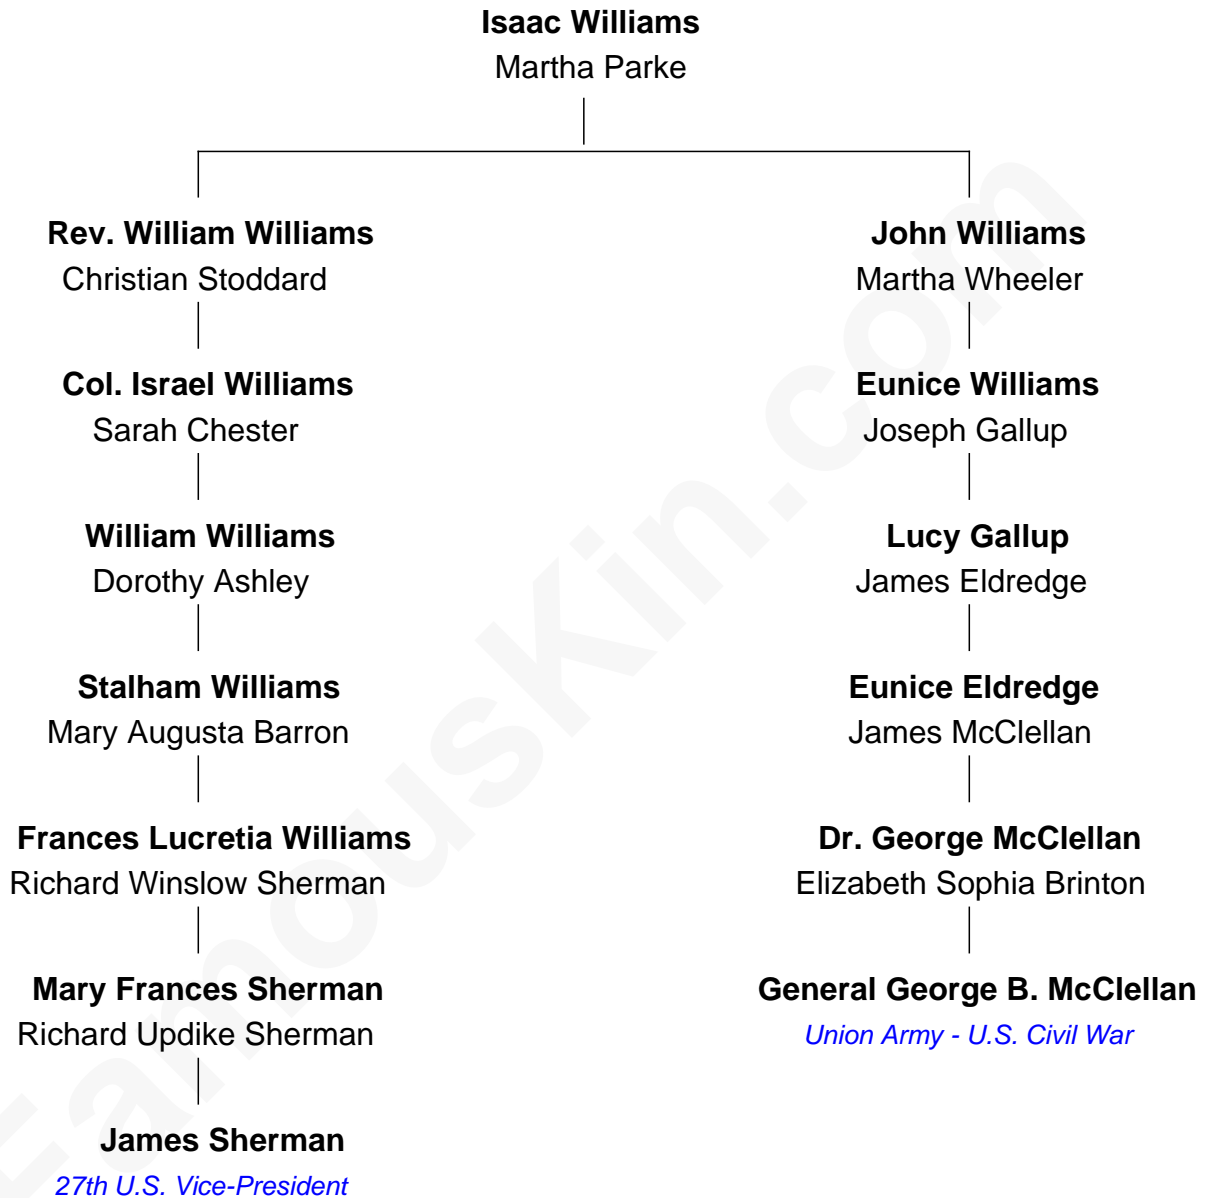 Isaac Williams
Martha Parke
Rev. William Williams
Christian Stoddard
John Williams
Martha Wheeler
Col. Israel Williams
Sarah Chester
Eunice Williams
Joseph Gallup
William Williams
Dorothy Ashley
Lucy Gallup
James Eldredge
Stalham Williams
Mary Augusta Barron
Eunice Eldredge
James McClellan
Frances Lucretia Williams
Richard Winslow Sherman
Dr. George McClellan
Elizabeth Sophia Brinton
Mary Frances Sherman
Richard Updike Sherman
General George B. McClellan
Union Army - U.S. Civil War
James Sherman
27th U.S. Vice-President
FamousKin.com